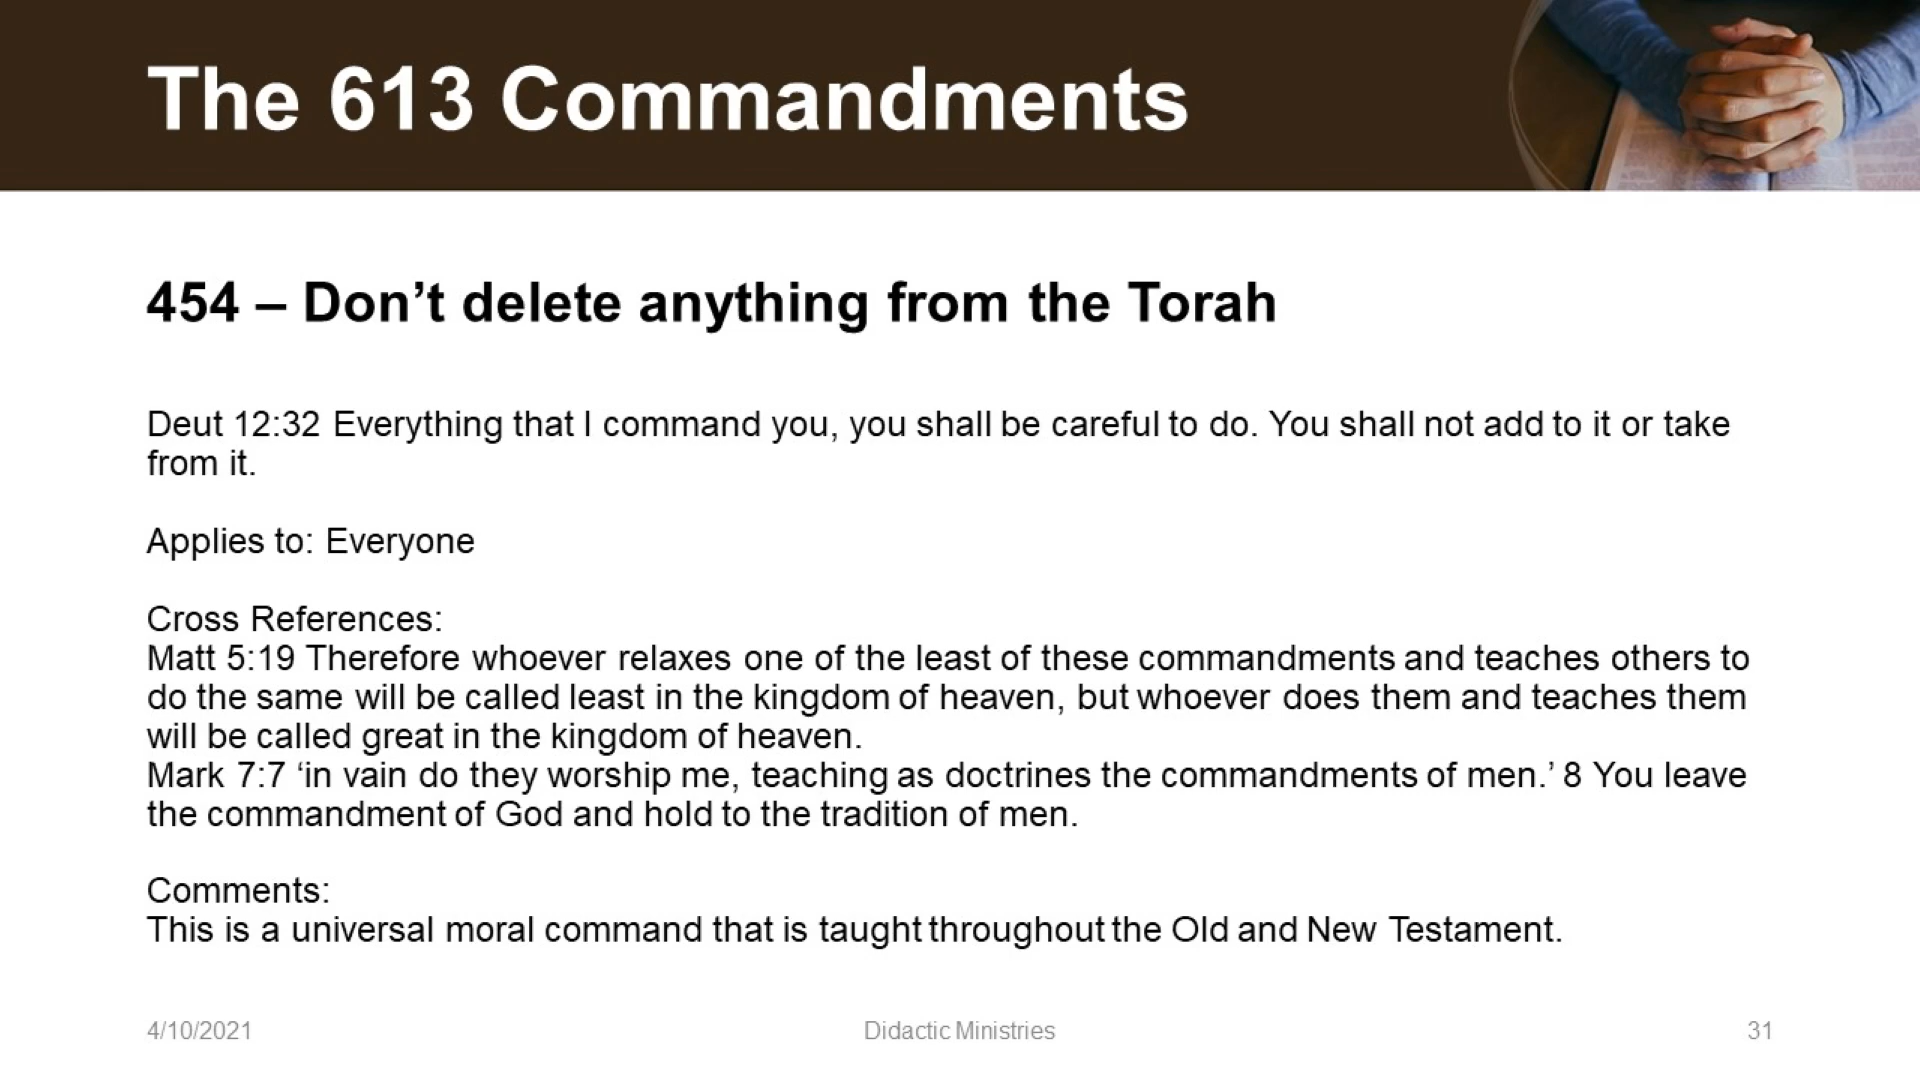 The 613 Commandments
454 – Don’t delete anything from the Torah
Deut 12:32 Everything that I command you, you shall be careful to do. You shall not add to it or take
from it.
Applies to: Everyone
Cross References:
Matt 5:19 Therefore whoever relaxes one of the least of these commandments and teaches others to
do the same will be called least in the kingdom of heaven, but whoever does them and teaches them
will be called great in the kingdom of heaven.
Mark 7:7 ‘in vain do they worship me, teaching as doctrines the commandments of men.’ 8 You leave
the commandment of God and hold to the tradition of men.
Comments:
This is a universal moral command that is taught throughout the Old and New Testament.
4/10/2021
Didactic Ministries
31